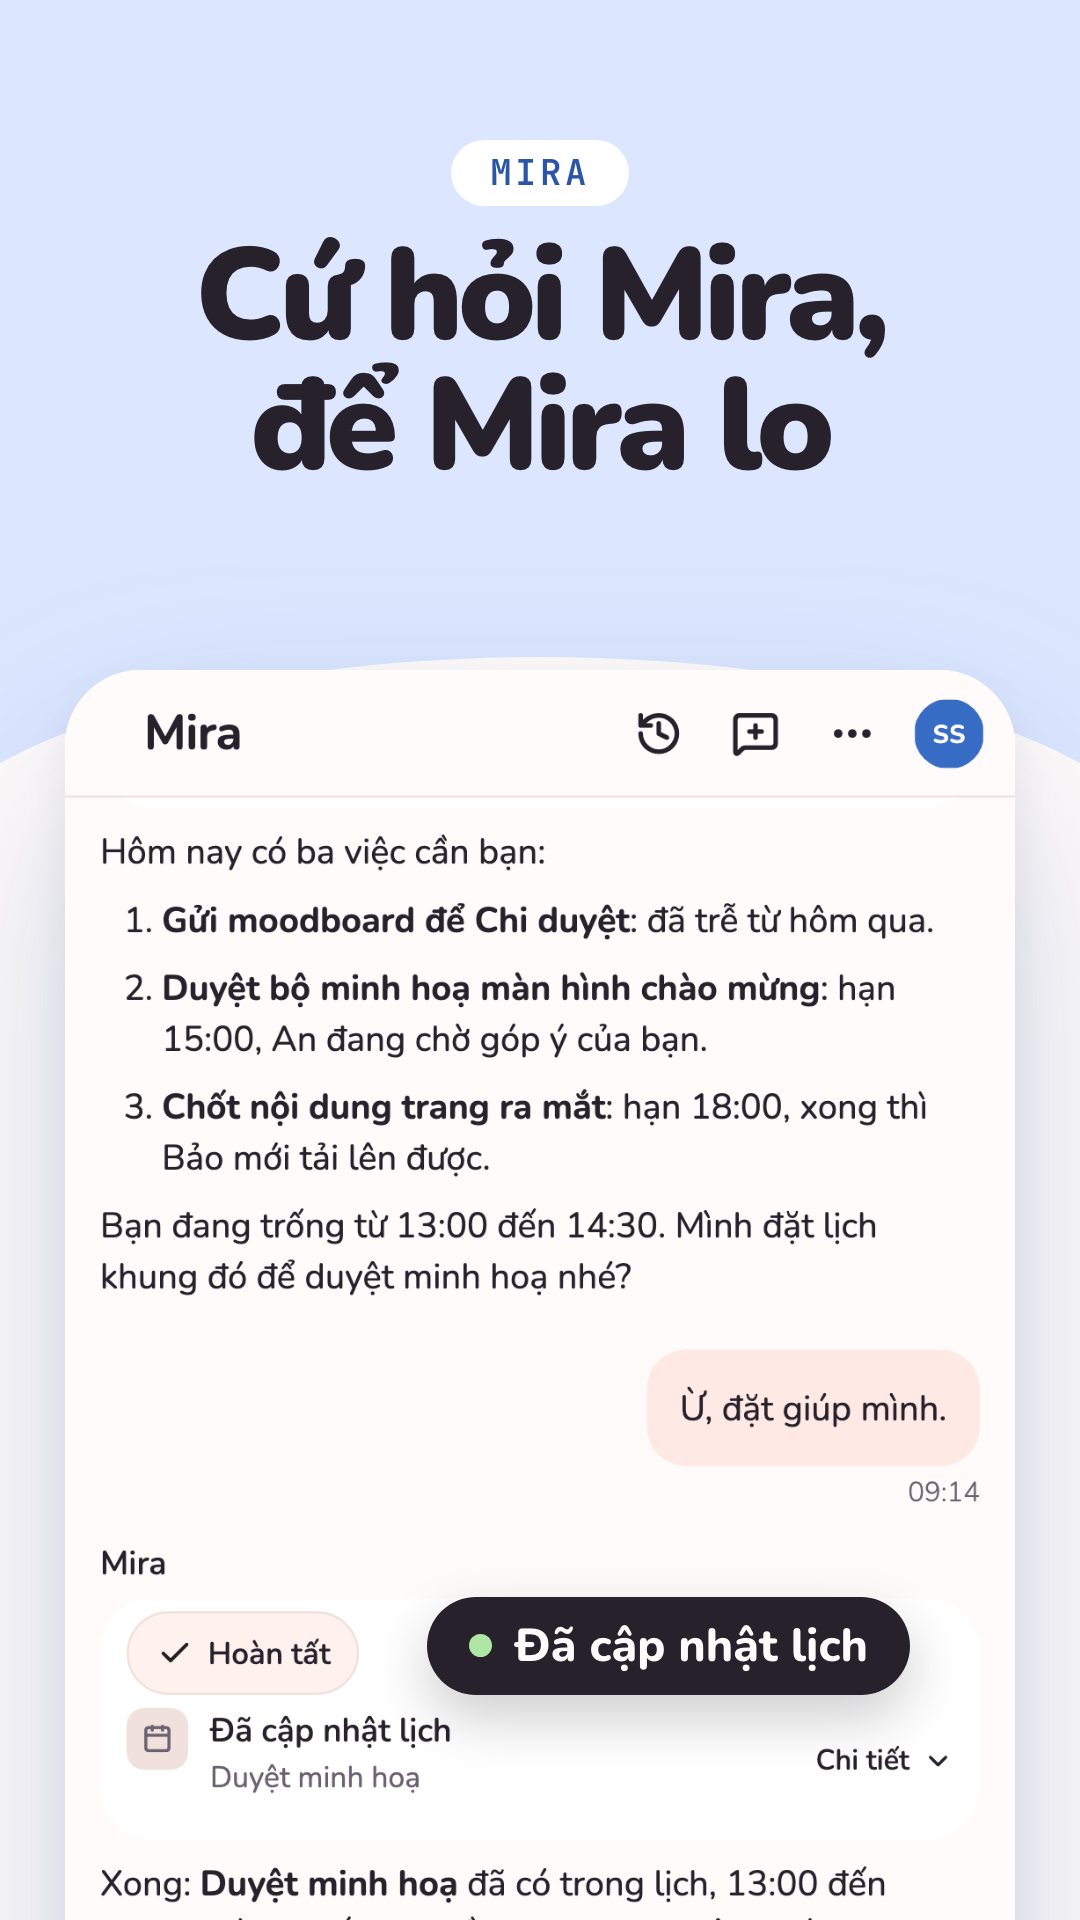 MIRA
Cứ hỏi Mira,
để Mira lo
Mira
SS
Hôm nay có ba việc cần bạn:
1. Gửi moodboard để Chi duyệt: đã trễ từ hôm qua.
2. Duyệt bộ minh hoạ màn hình chào mừng: hạn
15:00, An đang chờ góp ý của bạn.
3. Chốt nội dung trang ra mắt: hạn 18:00, xong thì
Bảo mới tải lên được.
Bạn đang trống từ 13:00 đến 14:30. Mình đặt lịch
khung đó để duyệt minh hoạ nhé?
Ừ, đặt giúp mình.
09:14
Mira
Hoàn tất
Đã cập nhật lịch
Đã cập nhật lịch
Duyệt minh hoạ
Chi tiết
Xong: Duyệt minh hoạ đã có trong lịch, 13:00 đến